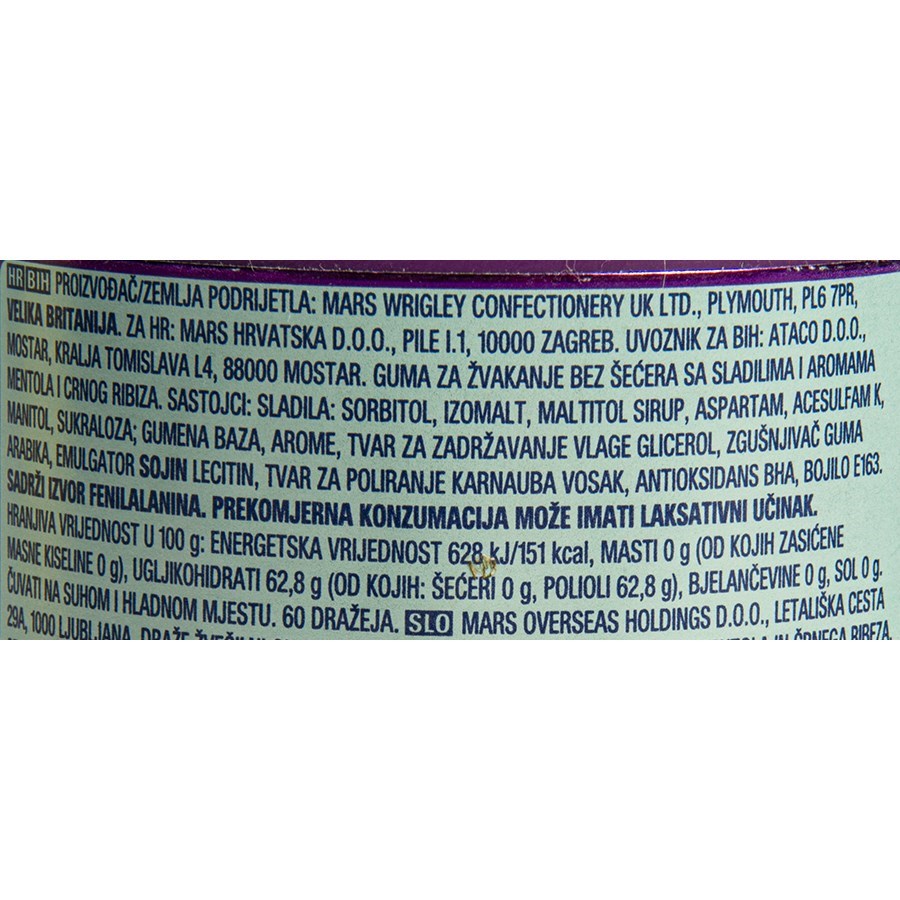 HR BIH PROIZVOĐAČ/ZEMLJA PODRIJETLA: MARS WRIGLEY CONFECTIONERY UK LTD., PLYMOUTH, PL6 7PR,
VELIKA BRITANIJA. ZA HR: MARS HRVATSKA D.O.O., PILE I.1, 10000 ZAGREB. UVOZNIK ZA BIH: ATACO D.O.O.,
MOSTAR, KRALJA TOMISLAVA L4, 88000 MOSTAR. GUMA ZA ŽVAKANJE BEZ ŠEĆERA SA SLADILIMA I AROMAMA
MENTOLA I CRNOG RIBIZA. SASTOJCI: SLADILA: SORBITOL, IZOMALT, MALTITOL SIRUP, ASPARTAM, ACESULFAM K,
MANITOL, SUKRALOZA; GUMENA BAZA, AROME, TVAR ZA ZADRŽAVANJE VLAGE GLICEROL, ZGUŠNJIVAČ GUMA
ARABIKA, EMULGATOR SOJIN LECITIN, TVAR ZA POLIRANJE KARNAUBA VOSAK, ANTIOKSIDANS BHA, BOJILO E163.
SADRŽI IZVOR FENILALANINA. PREKOMJERNA KONZUMACIJA MOŽE IMATI LAKSATIVNI UČINAK.
HRANJIVA VRIJEDNOST U 100 g: ENERGETSKA VRIJEDNOST 628 kJ/151 kcal, MASTI 0 g (OD KOJIH ZASIĆENE
MASNE KISELINE 0 g), UGLJIKOHIDRATI 62,8 g (OD KOJIH: ŠEĆERI 0 g, POLIOLI 62,8 g), BJELANČEVINE 0 g, SOL 0 g.
ČUVATI NA SUHOM I HLADNOM MJESTU. 60 DRAŽEJA. SLO MARS OVERSEAS HOLDINGS D.O.O., LETALIŠKA CESTA
29A, 1000 LJUBLJANA. DRAŽE IN ČRNEGA RIBEZA.